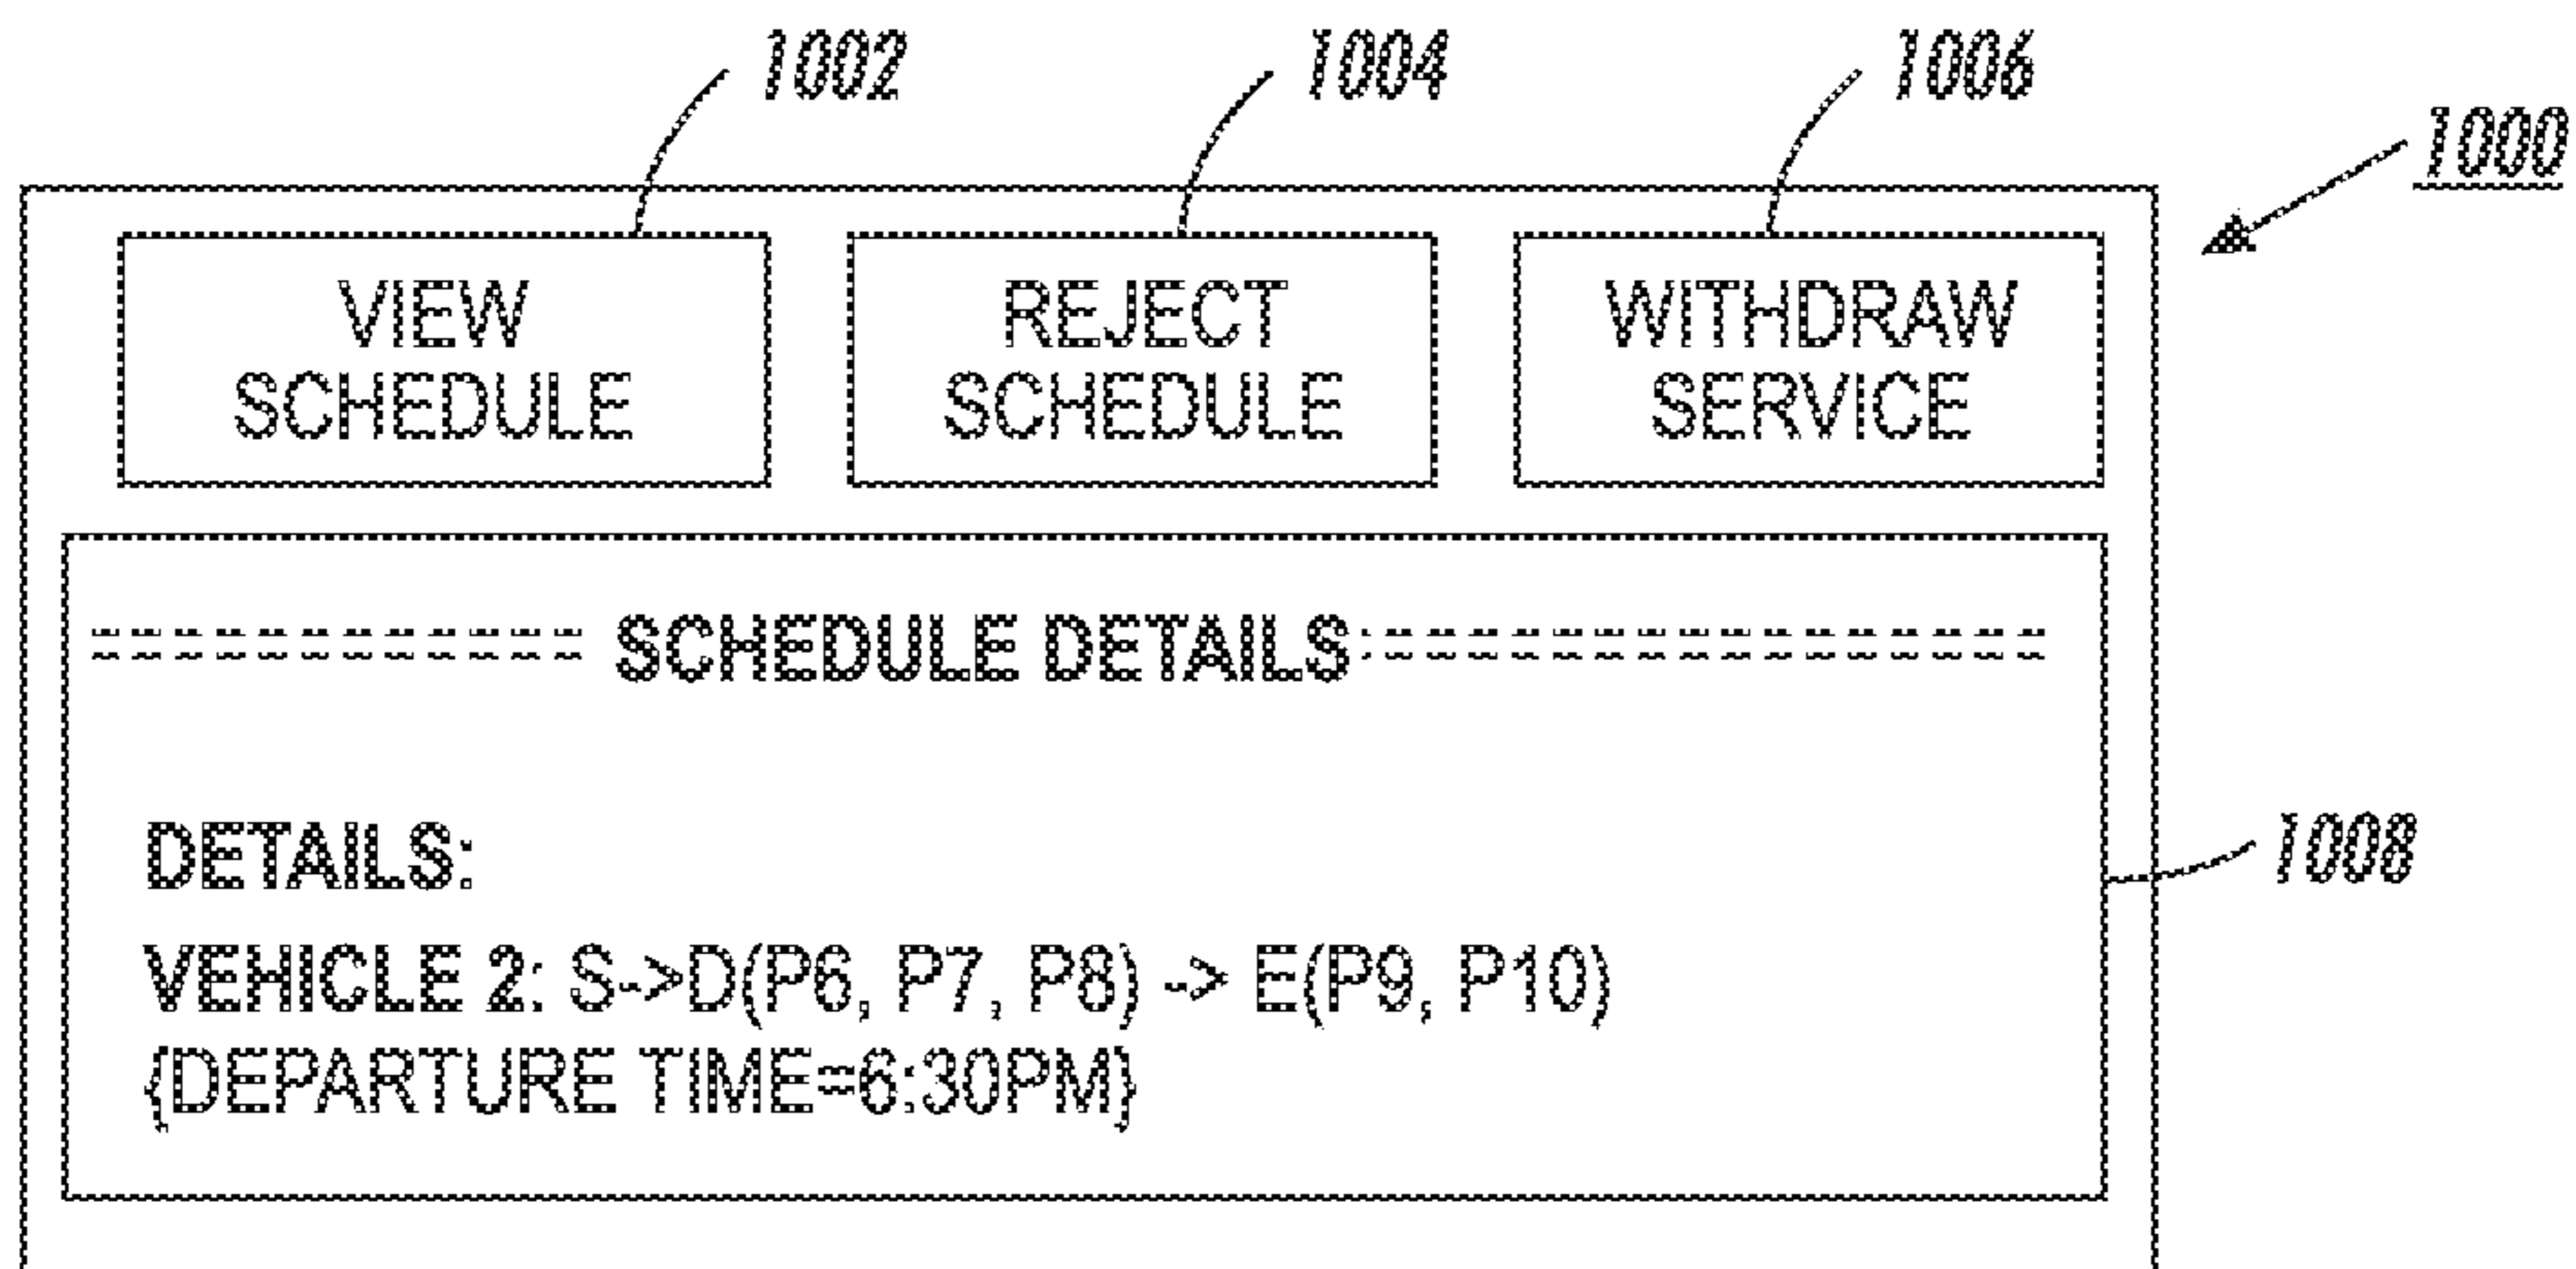 1002
1004
1006
1000
VIEW
SCHEDULE
REJECT
SCHEDULE
WITHDRAW
SERVICE
============ SCHEDULE DETAILS ================
DETAILS:
1008
VEHICLE 2: S->D(P6, P7, P8) -> E(P9, P10)
{DEPARTURE TIME=6:30PM}